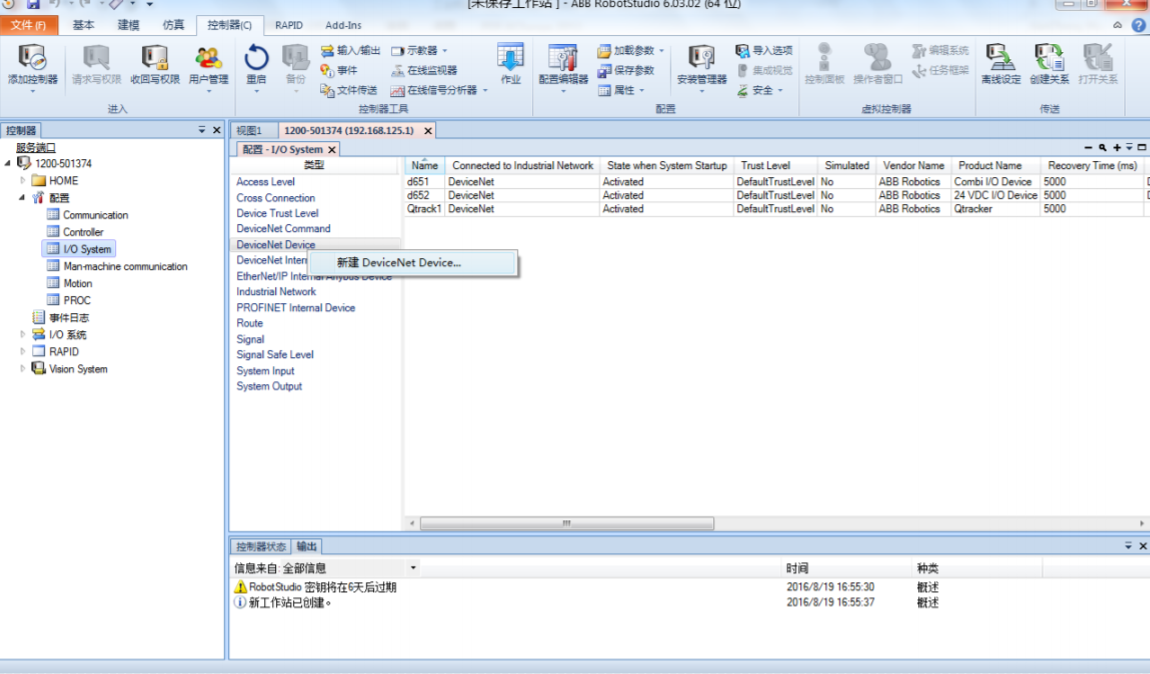 [未保存工作站] - ABB RobotStudio 6.03.02 (64 位)
文件(F) 基本 建模 仿真 控制器(C) RAPID Add-Ins
输入/输出 示教器 加载参数 导入选项 编辑系统
事件 在线监视器 保存参数 集成视觉 任务框架
添加控制器 请求写权限 收回写权限 用户管理 重启 备份 作业 配置编辑器 安装管理器 控制面板 操作者窗口 离线设定 创建关系 打开关系
文件传送 在线信号分析器 属性 安全
进入 控制器工具 配置 虚拟控制器 传送
控制器 视图1 1200-501374 (192.168.125.1)
服务端口
1200-501374
HOME
配置
Communication
Controller
I/O System
Man-machine communication
Motion
PROC
事件日志
I/O 系统
RAPID
Vision System
配置 - I/O System
类型
Access Level
Cross Connection
Device Trust Level
DeviceNet Command
DeviceNet Device
DeviceNet Inter
EtherNet/IP Internal Anybus Device
Industrial Network
PROFINET Internal Device
Route
Signal
Signal Safe Level
System Input
System Output
新建 DeviceNet Device...
Name Connected to Industrial Network State when System Startup Trust Level Simulated Vendor Name Product Name Recovery Time (ms)
d651 DeviceNet Activated DefaultTrustLevel No ABB Robotics Combi I/O Device 5000
d652 DeviceNet Activated DefaultTrustLevel No ABB Robotics 24 VDC I/O Device 5000
Qtrack1 DeviceNet Activated DefaultTrustLevel No ABB Robotics Qtracker 5000
控制器状态 输出
信息来自: 全部信息 时间 种类
RobotStudio 密钥将在6天后过期 2016/8/19 16:55:30 概述
新工作站已创建。 2016/8/19 16:55:37 概述